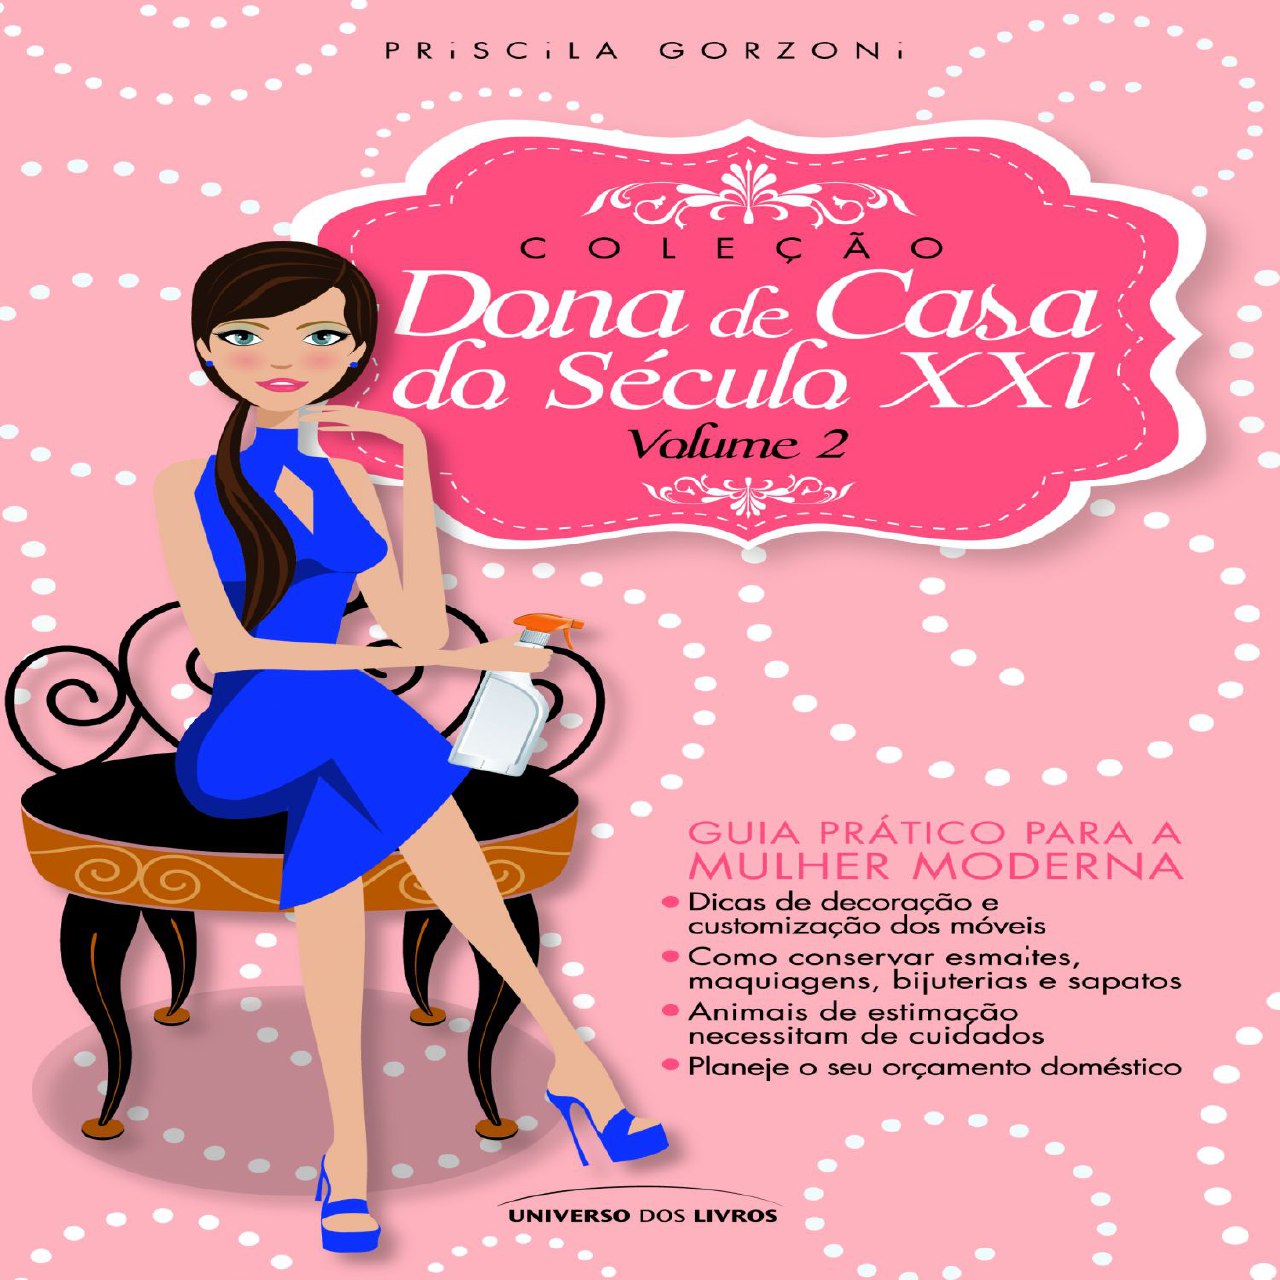 PRiSCiLA GORZONi
COLEÇÃO
Dona de Casa
do Século XXI
Volume 2
GUIA PRÁTICO PARA A
MULHER MODERNA
• Dicas de decoração e
customização dos móveis
• Como conservar esmaltes,
maquiagens, bijuterias e sapatos
• Animais de estimação
necessitam de cuidados
• Planeje o seu orçamento doméstico
UNIVERSO DOS LIVROS